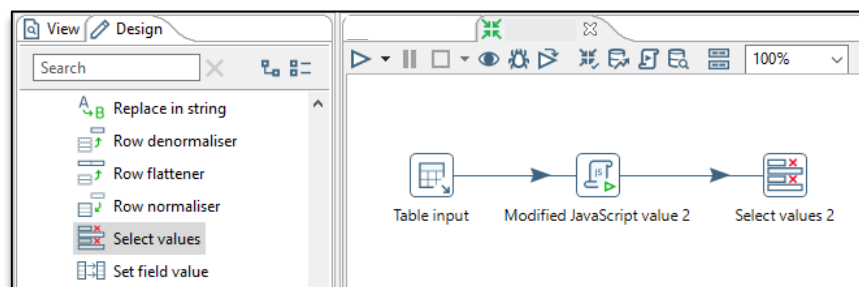 View
Design
Search
100%
A
B
Replace in string
Row denormaliser
Row flattener
Row normaliser
Select values
Set field value
JS
Table input
Modified JavaScript value 2
Select values 2